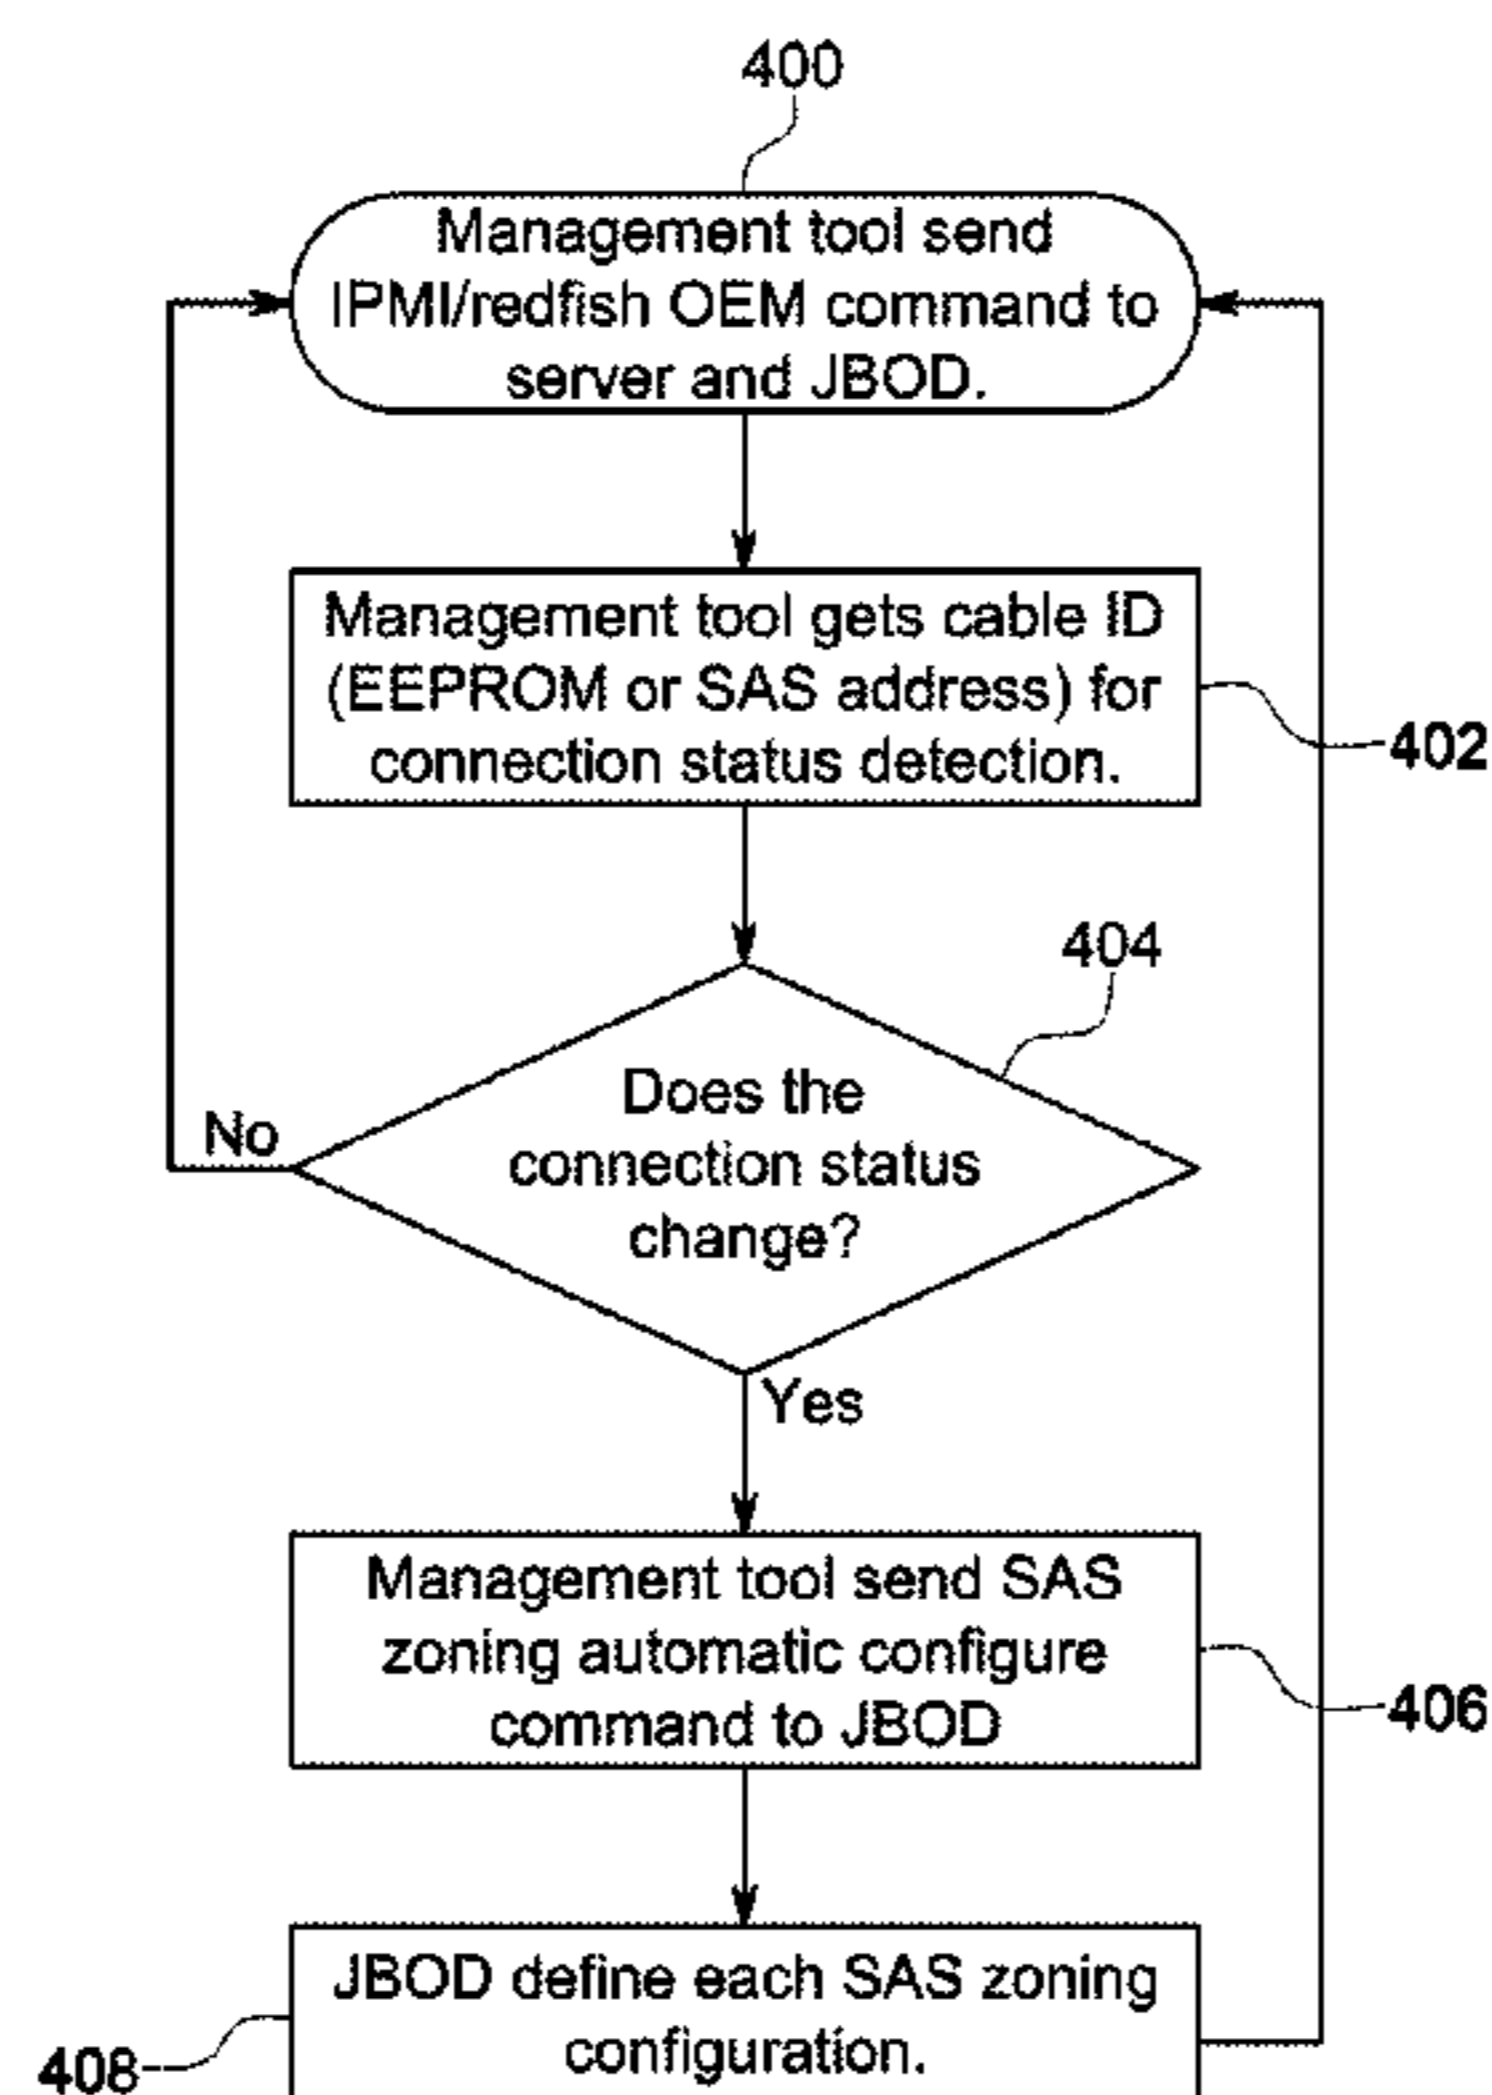 400
Management tool send
IPMI/redfish OEM command to
server and JBOD.
Management tool gets cable ID
(EEPROM or SAS address) for
connection status detection.
402
404
Does the
connection status
change?
No
Yes
Management tool send SAS
zoning automatic configure
command to JBOD
406
JBOD define each SAS zoning
configuration.
408